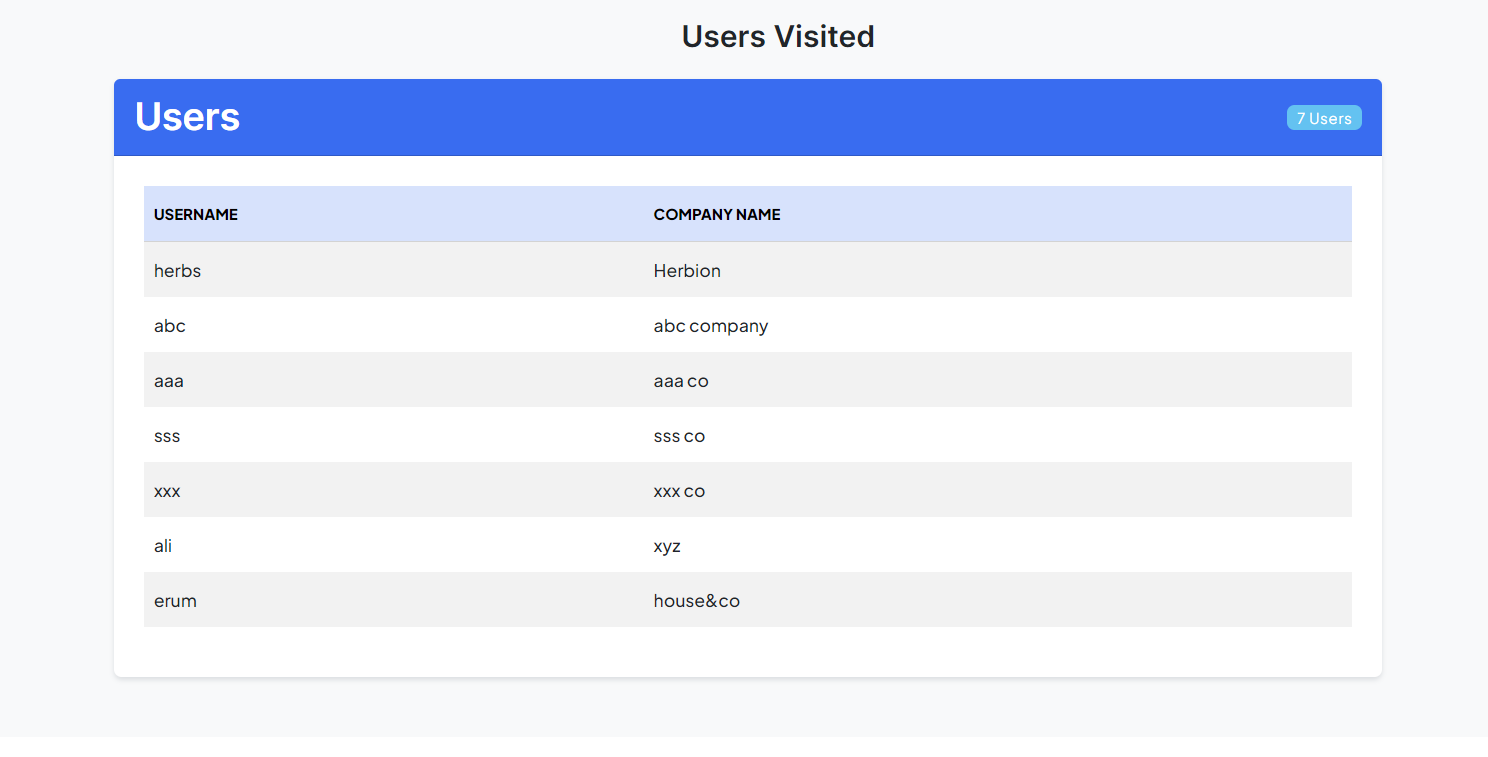 Users Visited
Users
7 Users
USERNAME COMPANY NAME
herbs Herbion
abc abc company
aaa aaa co
sss sss co
xxx xxx co
ali xyz
erum house&co